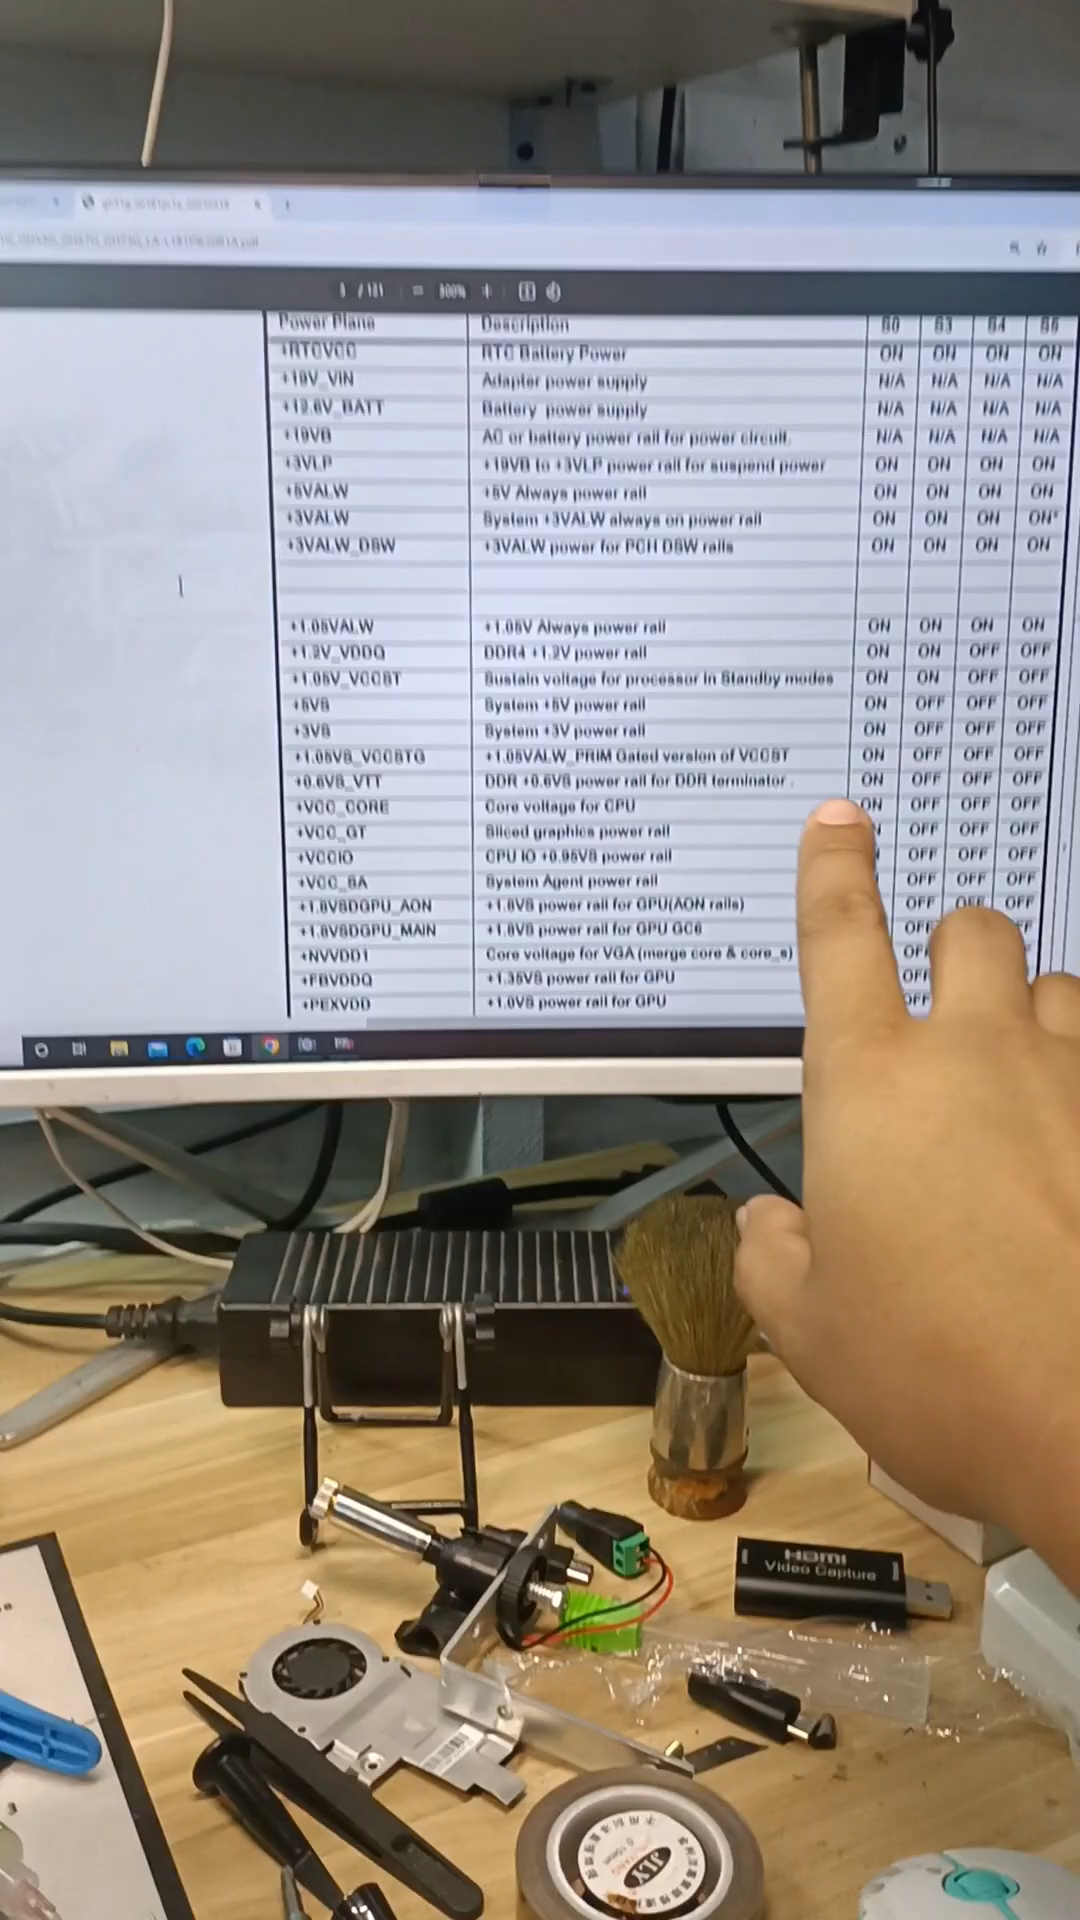 / 131
300%
Power Plane Description S0 S3 S4 S5
+RTCVCC RTC Battery Power ON ON ON ON
+19V_VIN Adapter power supply N/A N/A N/A N/A
+12.6V_BATT Battery power supply N/A N/A N/A N/A
+19VB AC or battery power rail for power circuit. N/A N/A N/A N/A
+3VLP +19VB to +3VLP power rail for suspend power ON ON ON ON
+5VALW +5V Always power rail ON ON ON ON
+3VALW System +3VALW always on power rail ON ON ON ON*
+3VALW_DSW +3VALW power for PCH DSW rails ON ON ON ON
+1.05VALW +1.05V Always power rail ON ON ON ON
+1.2V_VDDQ DDR4 +1.2V power rail ON ON OFF OFF
+1.05V_VCCST Sustain voltage for processor in Standby modes ON ON OFF OFF
+5VS System +5V power rail ON OFF OFF OFF
+3VS System +3V power rail ON OFF OFF OFF
+1.05VS_VCCSTG +1.05VALW_PRIM Gated version of VCCST ON OFF OFF OFF
+0.6VS_VTT DDR +0.6VS power rail for DDR terminator . ON OFF OFF OFF
+VCC_CORE Core voltage for CPU ON OFF OFF OFF
+VCC_GT Sliced graphics power rail N OFF OFF OFF
+VCCIO CPU IO +0.95VS power rail OFF OFF OFF
+VCC_SA System Agent power rail OFF OFF OFF
+1.8VSDGPU_AON +1.8VS power rail for GPU(AON rails) OFF OFF OFF
+1.8VSDGPU_MAIN +1.8VS power rail for GPU GC6 OFF
+NVVDD1 Core voltage for VGA (merge core & core_s)
+FBVDDQ +1.35VS power rail for GPU OFF
+PEXVDD +1.0VS power rail for GPU OFF
HDMI
Video Capture
JLY
3